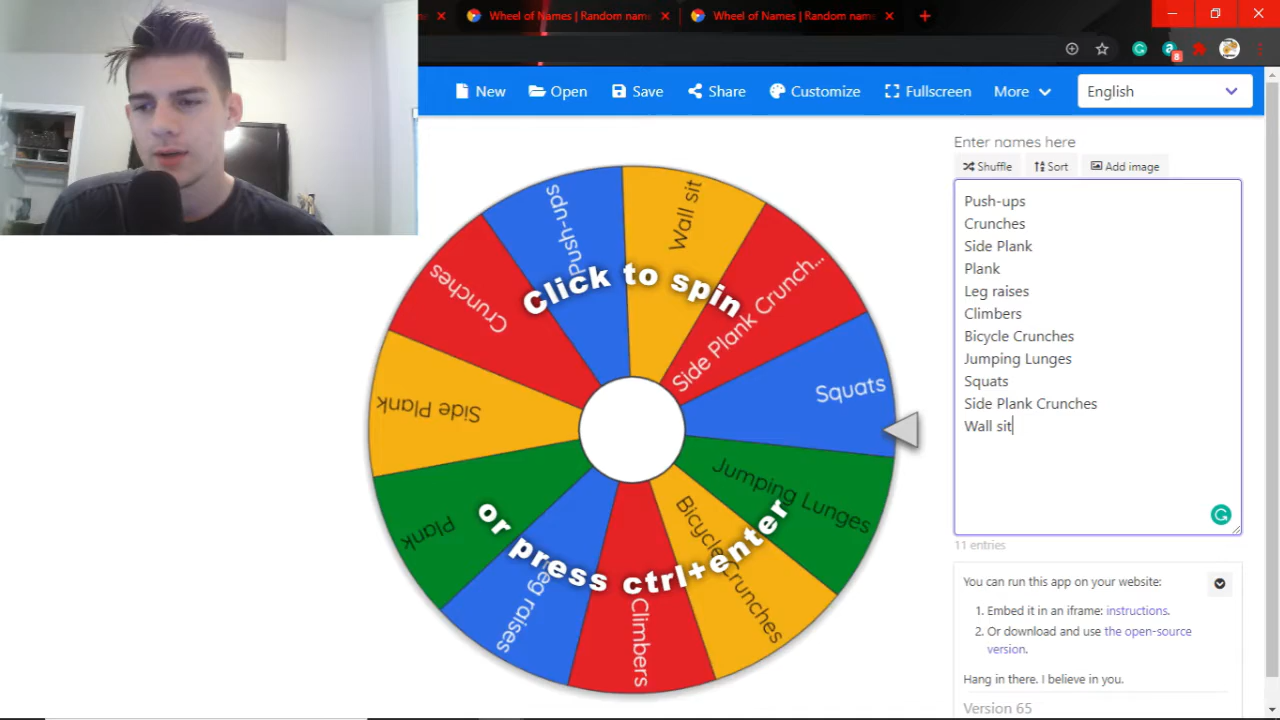 Wheel of Names | Random name
Wheel of Names | Random name
8
New
Open
Save
Share
Customize
Fullscreen
More
English
Enter names here
Shuffle
Sort
Add image
Push-ups
Crunches
Side Plank
Plank
Leg raises
Climbers
Bicycle Crunches
Jumping Lunges
Squats
Side Plank Crunches
Wall sit
11 entries
You can run this app on your website:
1. Embed it in an iframe: instructions.
2. Or download and use the open-source
version.
Hang in there. I believe in you.
Version 65
Click to spin
or press ctrl+enter
Push-ups
Wall sit
Side Plank Crunch...
Squats
Jumping Lunges
Bicycle Crunches
Climbers
Leg raises
Plank
Side Plank
Crunches